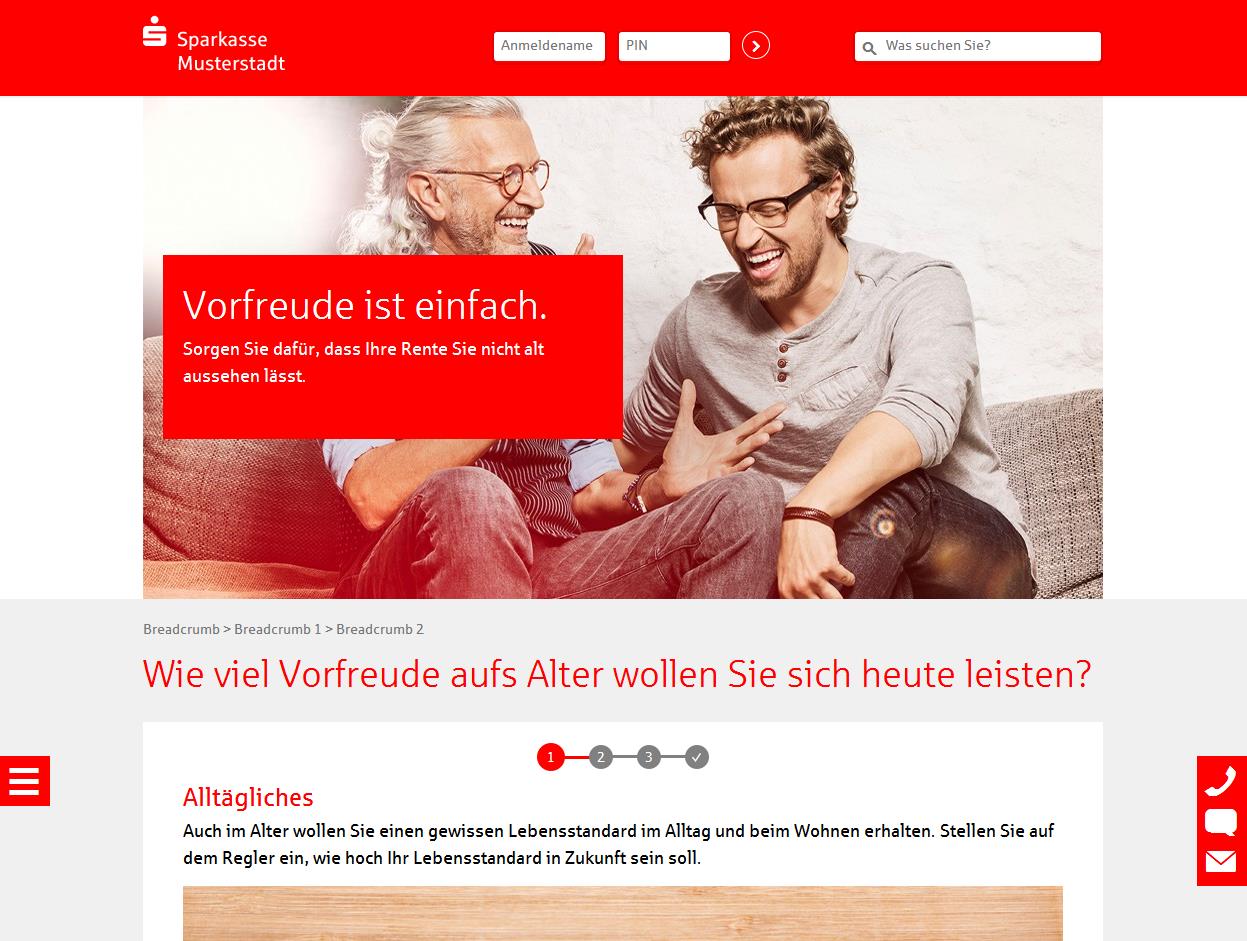 Sparkasse
Musterstadt
Anmeldename
PIN
Was suchen Sie?
Vorfreude ist einfach.
Sorgen Sie dafür, dass Ihre Rente Sie nicht alt
aussehen lässt.
Breadcrumb > Breadcrumb 1 > Breadcrumb 2
Wie viel Vorfreude aufs Alter wollen Sie sich heute leisten?
1 2 3
Alltägliches
Auch im Alter wollen Sie einen gewissen Lebensstandard im Alltag und beim Wohnen erhalten. Stellen Sie auf
dem Regler ein, wie hoch Ihr Lebensstandard in Zukunft sein soll.